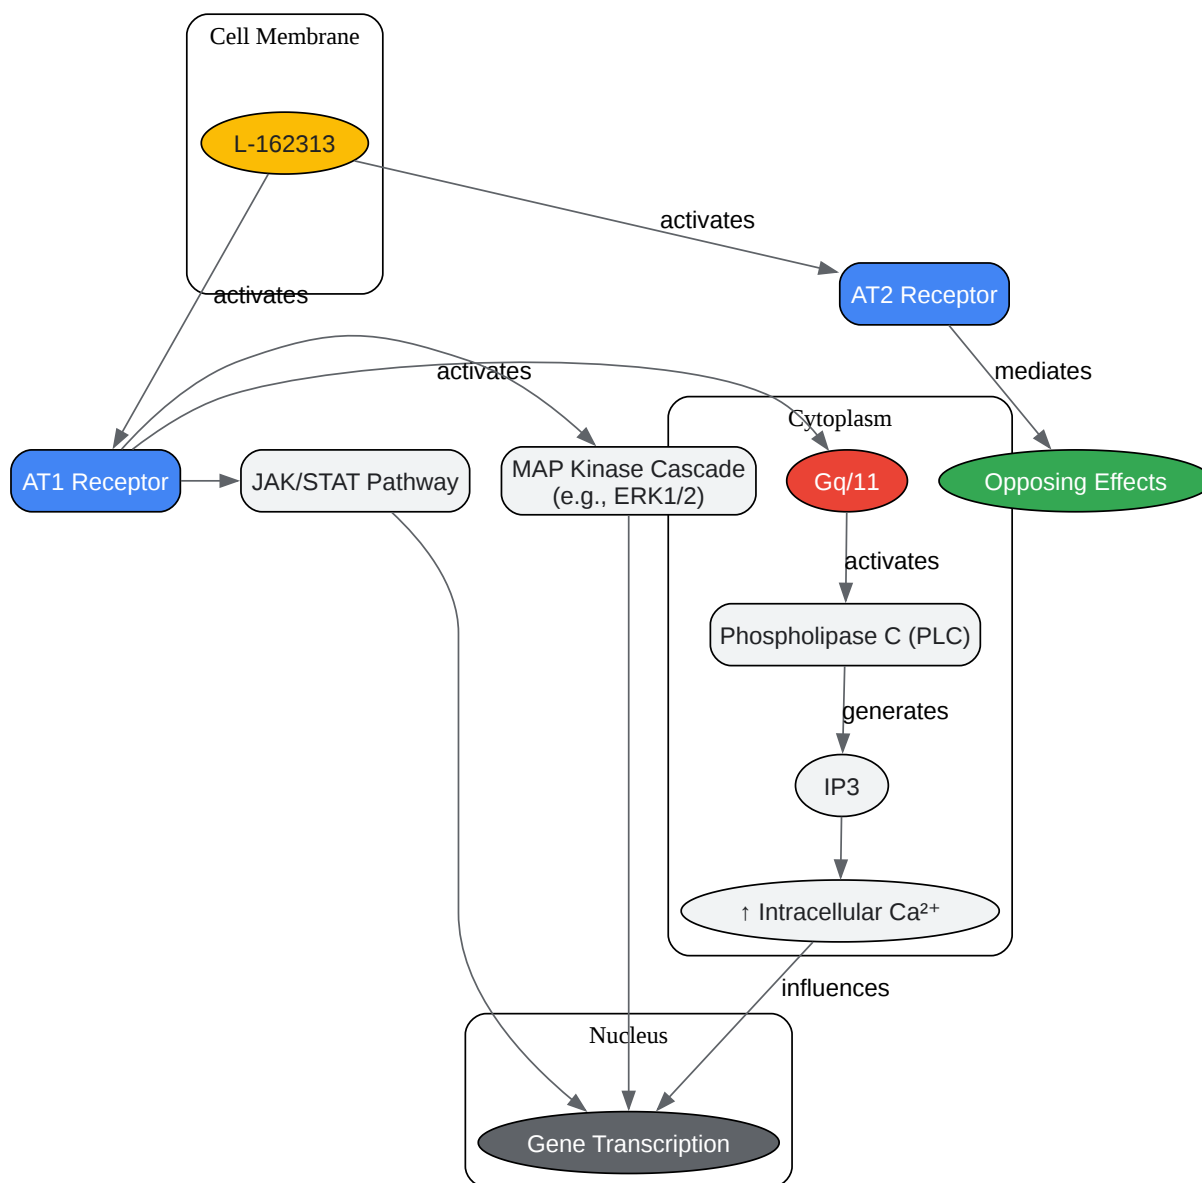 Cell Membrane
L-162313
activates
activates
AT2 Receptor
activates
mediates
Cytoplasm
AT1 Receptor
JAK/STAT Pathway
MAP Kinase Cascade
(e.g., ERK1/2)
Gq/11
Opposing Effects
activates
Phospholipase C (PLC)
generates
IP3
↑ Intracellular Ca²⁺
influences
Nucleus
Gene Transcription